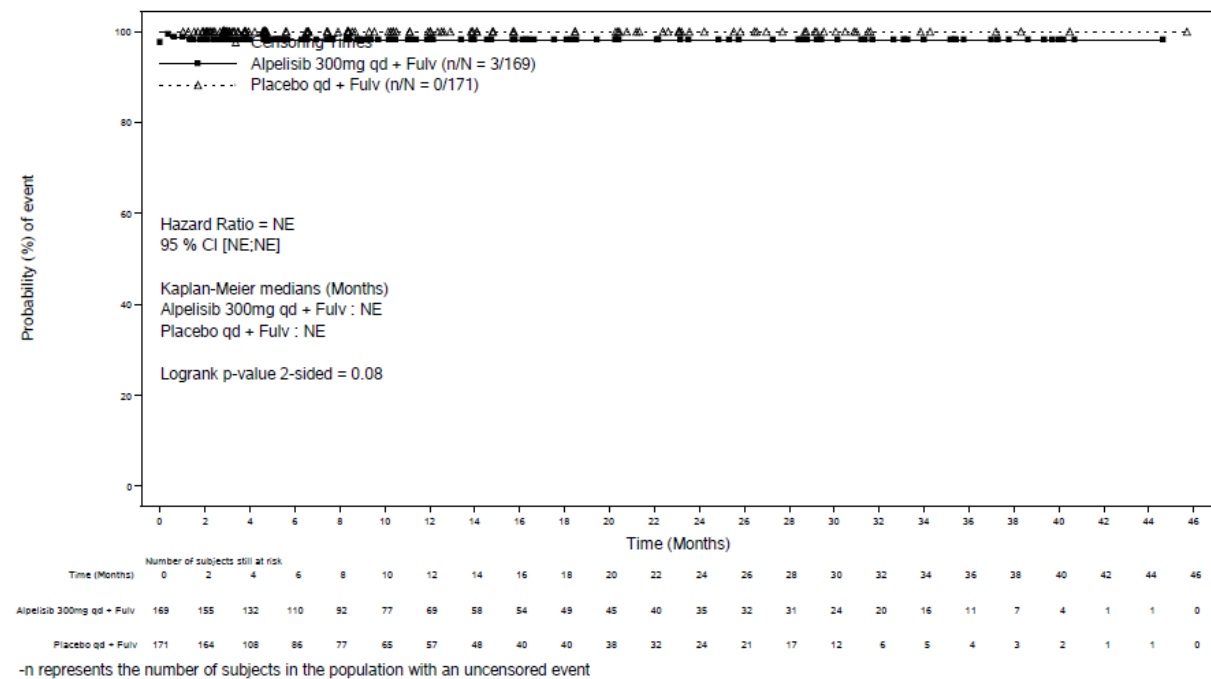 100
80
60
40
20
0
Probability (%) of event
Censoring Times
Alpelisib 300mg qd + Fulv (n/N = 3/169)
Placebo qd + Fulv (n/N = 0/171)
Hazard Ratio = NE
95 % CI [NE;NE]
Kaplan-Meier medians (Months)
Alpelisib 300mg qd + Fulv : NE
Placebo qd + Fulv : NE
Logrank p-value 2-sided = 0.08
0 2 4 6 8 10 12 14 16 18 20 22 24 26 28 30 32 34 36 38 40 42 44 46
Time (Months)
Number of subjects still at risk
Time (Months) 0 2 4 6 8 10 12 14 16 18 20 22 24 26 28 30 32 34 36 38 40 42 44 46
Alpelisib 300mg qd + Fulv 169 155 132 110 92 77 69 58 54 49 45 40 35 32 31 24 20 16 11 7 4 1 1 0
Placebo qd + Fulv 171 164 108 86 77 65 57 48 40 40 38 32 24 21 17 12 6 5 4 3 2 1 1 0
-n represents the number of subjects in the population with an uncensored event